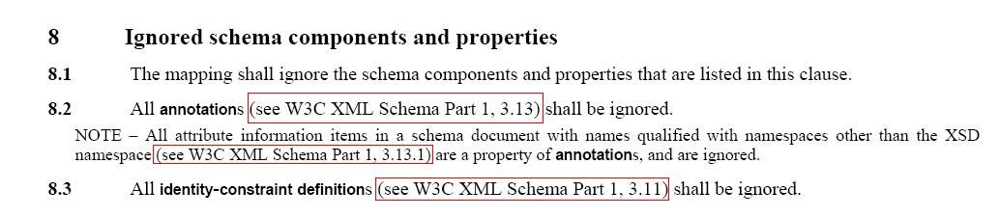 8 Ignored schema components and properties
8.1 The mapping shall ignore the schema components and properties that are listed in this clause.
8.2 All annotations (see W3C XML Schema Part 1, 3.13) shall be ignored.
NOTE – All attribute information items in a schema document with names qualified with namespaces other than the XSD
namespace (see W3C XML Schema Part 1, 3.13.1) are a property of annotations, and are ignored.
8.3 All identity-constraint definitions (see W3C XML Schema Part 1, 3.11) shall be ignored.